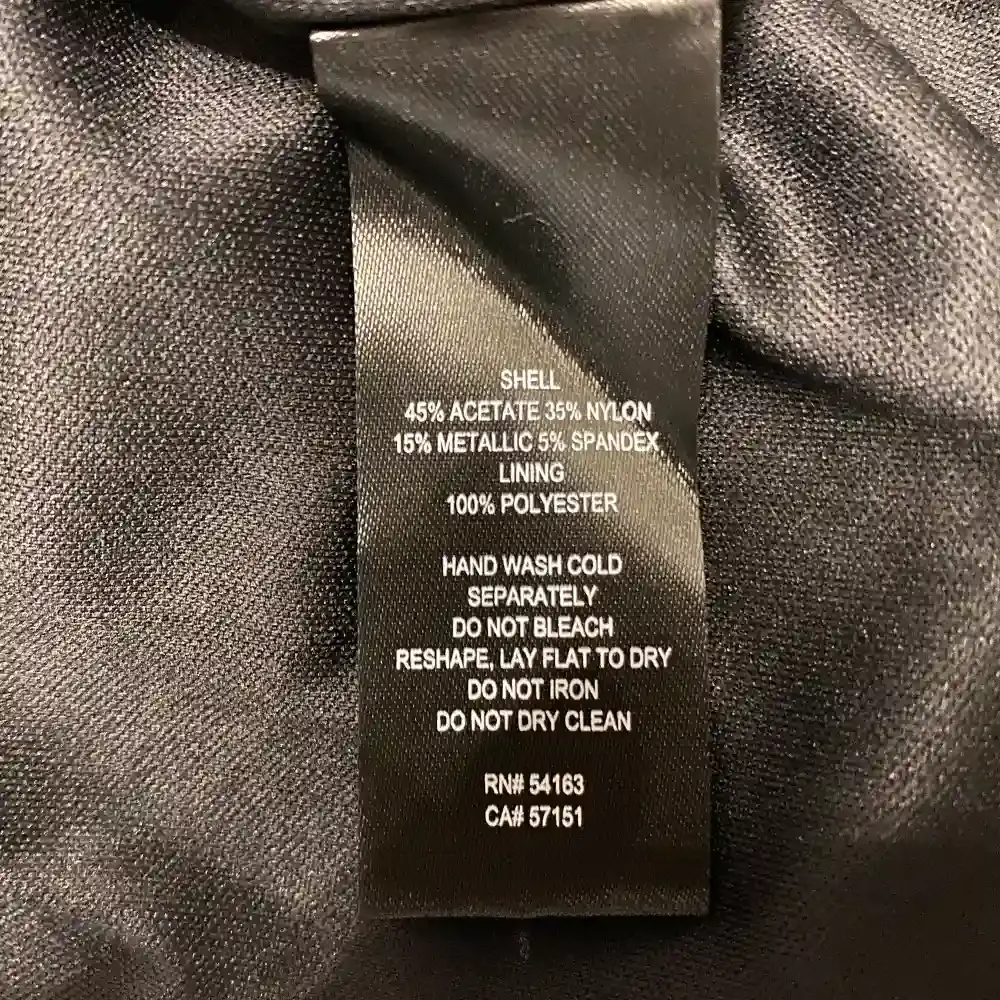 SHELL
45% ACETATE 35% NYLON
15% METALLIC 5% SPANDEX
LINING
100% POLYESTER
HAND WASH COLD
SEPARATELY
DO NOT BLEACH
RESHAPE, LAY FLAT TO DRY
DO NOT IRON
DO NOT DRY CLEAN
RN# 54163
CA# 57151